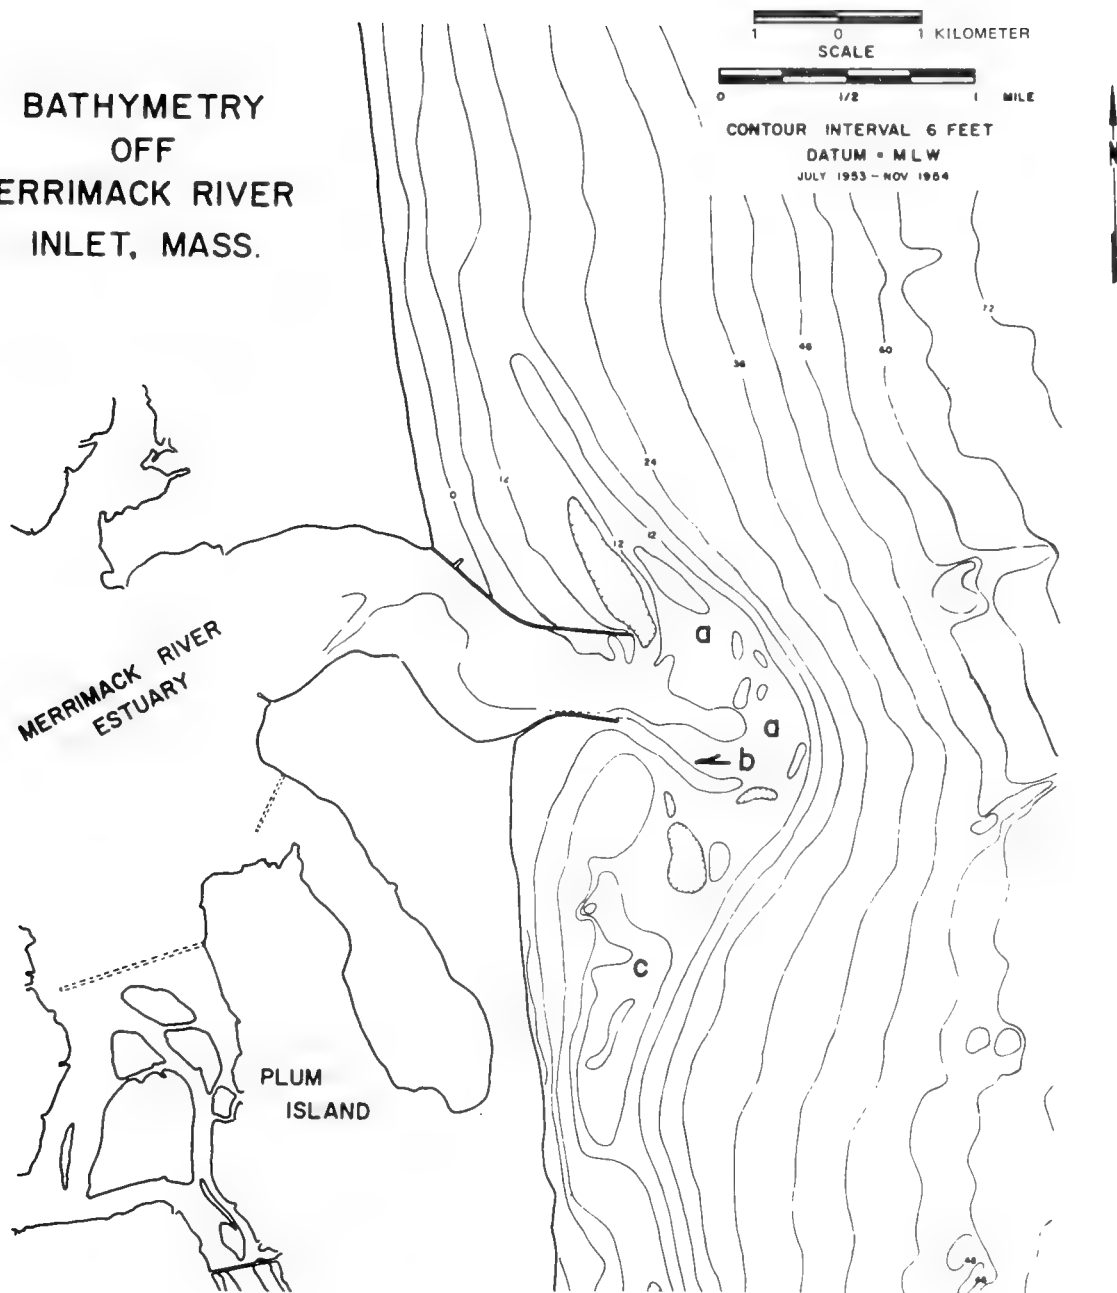 BATHYMETRY
OFF
ERRIMACK RIVER
INLET, MASS.
1 0 1 KILOMETER
SCALE
0 1/2 1 MILE
CONTOUR INTERVAL 6 FEET
DATUM = MLW
JULY 1953 - NOV 1964
N
72
60
48
36
24
12
0
12
12
a
a
b
c
MERRIMACK RIVER
ESTUARY
PLUM
ISLAND